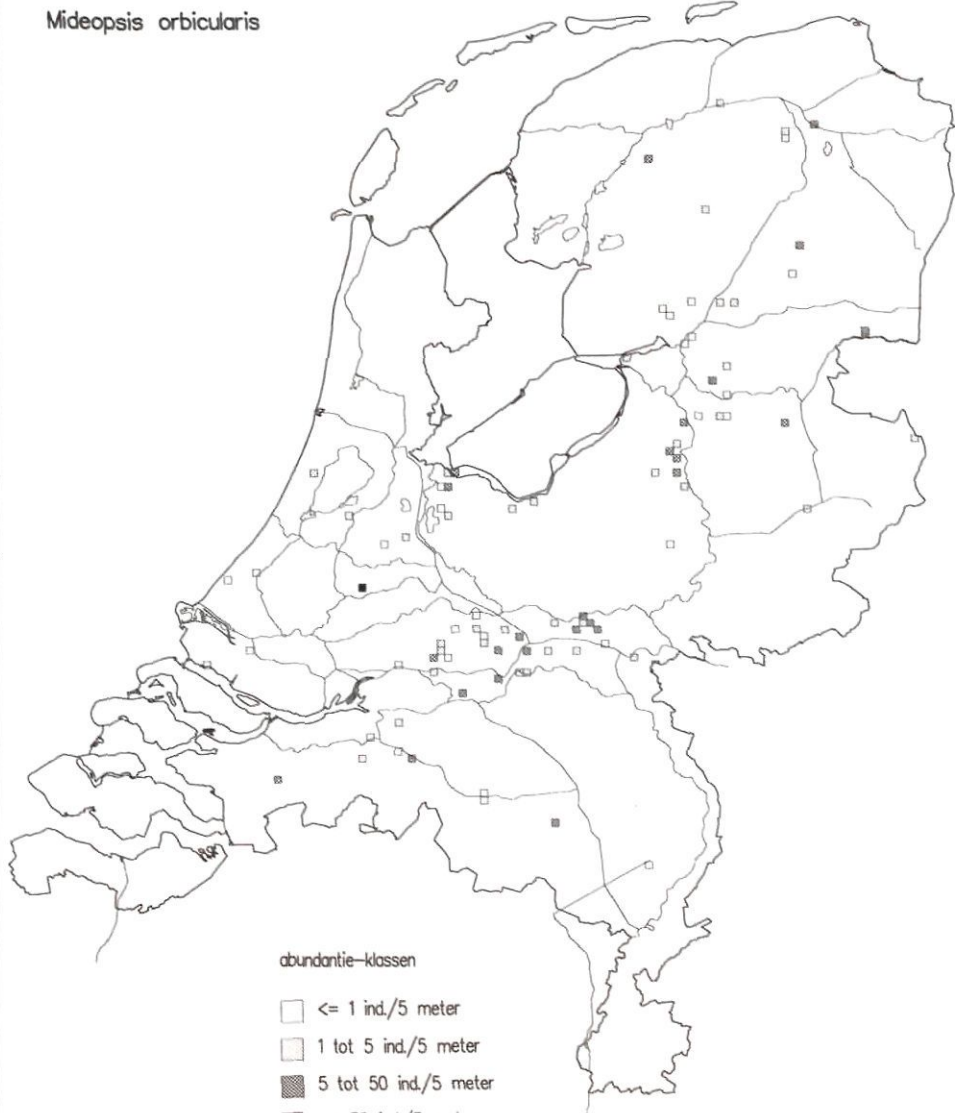 Mideopsis orbicularis
abundantie-klassen
<= 1 ind./5 meter
1 tot 5 ind./5 meter
5 tot 50 ind./5 meter